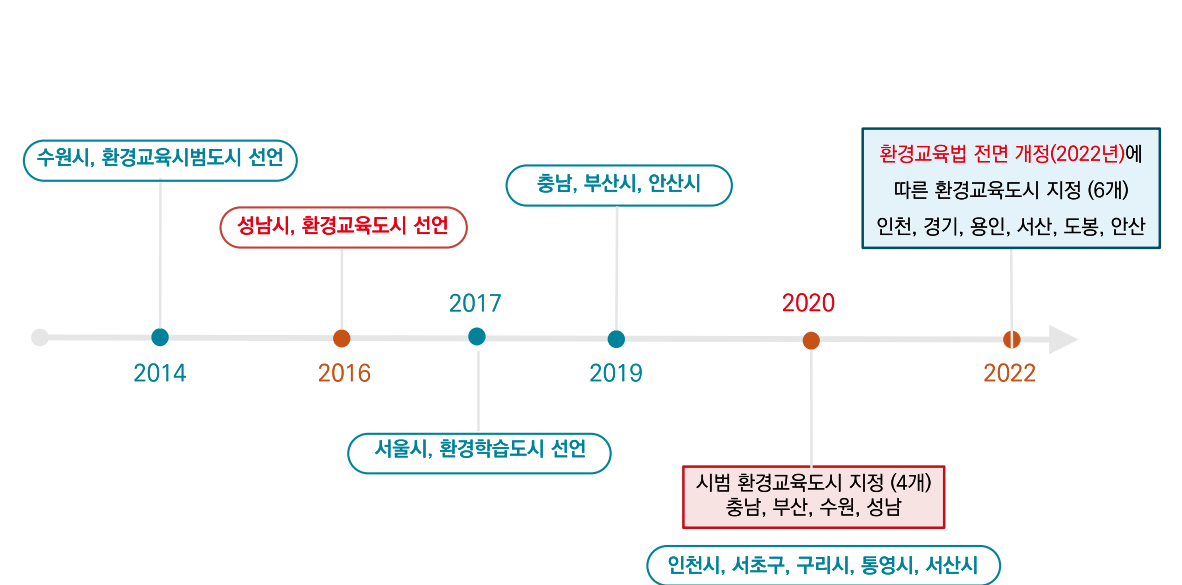 수원시, 환경교육시범도시 선언
성남시, 환경교육도시 선언
충남, 부산시, 안산시
환경교육법 전면 개정(2022년)에
따른 환경교육도시 지정 (6개)
인천, 경기, 용인, 서산, 도봉, 안산
2017
2020
2014
2016
2019
2022
서울시, 환경학습도시 선언
시범 환경교육도시 지정 (4개)
충남, 부산, 수원, 성남
인천시, 서초구, 구리시, 통영시, 서산시